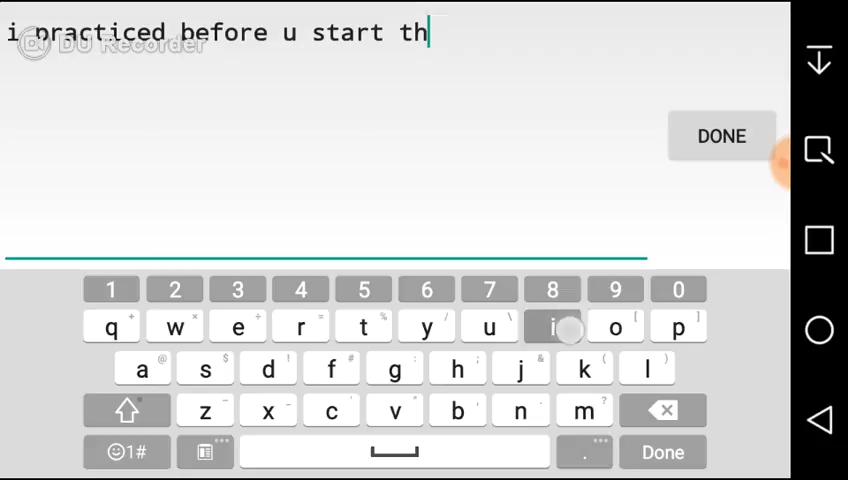 i practiced before u start th
DU Recorder
DONE
1 2 3 4 5 6 7 8 9 0
q + w × e ÷ r = t % y / u \ i o [ p ]
a @ s $ d ! f # g : h ; j & k ( l )
z - x _ c ' v " b ' n , m ?
1# . Done